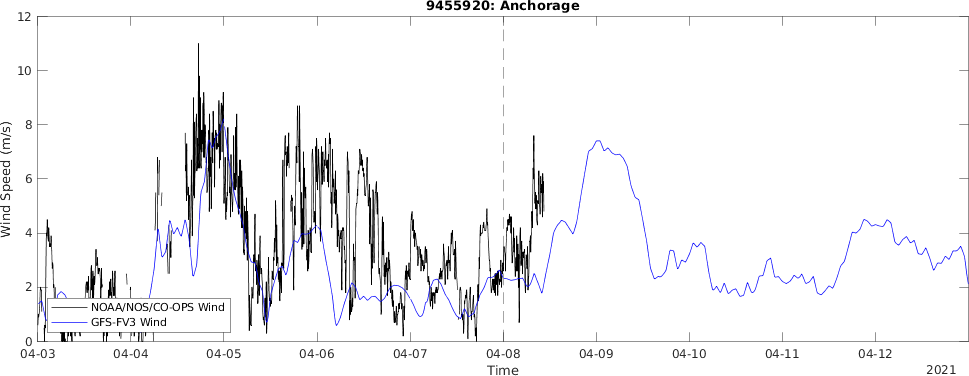 9455920: Anchorage
12
10
8
6
4
2
0
Wind Speed (m/s)
NOAA/NOS/CO-OPS Wind
GFS-FV3 Wind
04-03 04-04 04-05 04-06 04-07 04-08 04-09 04-10 04-11 04-12
Time
2021